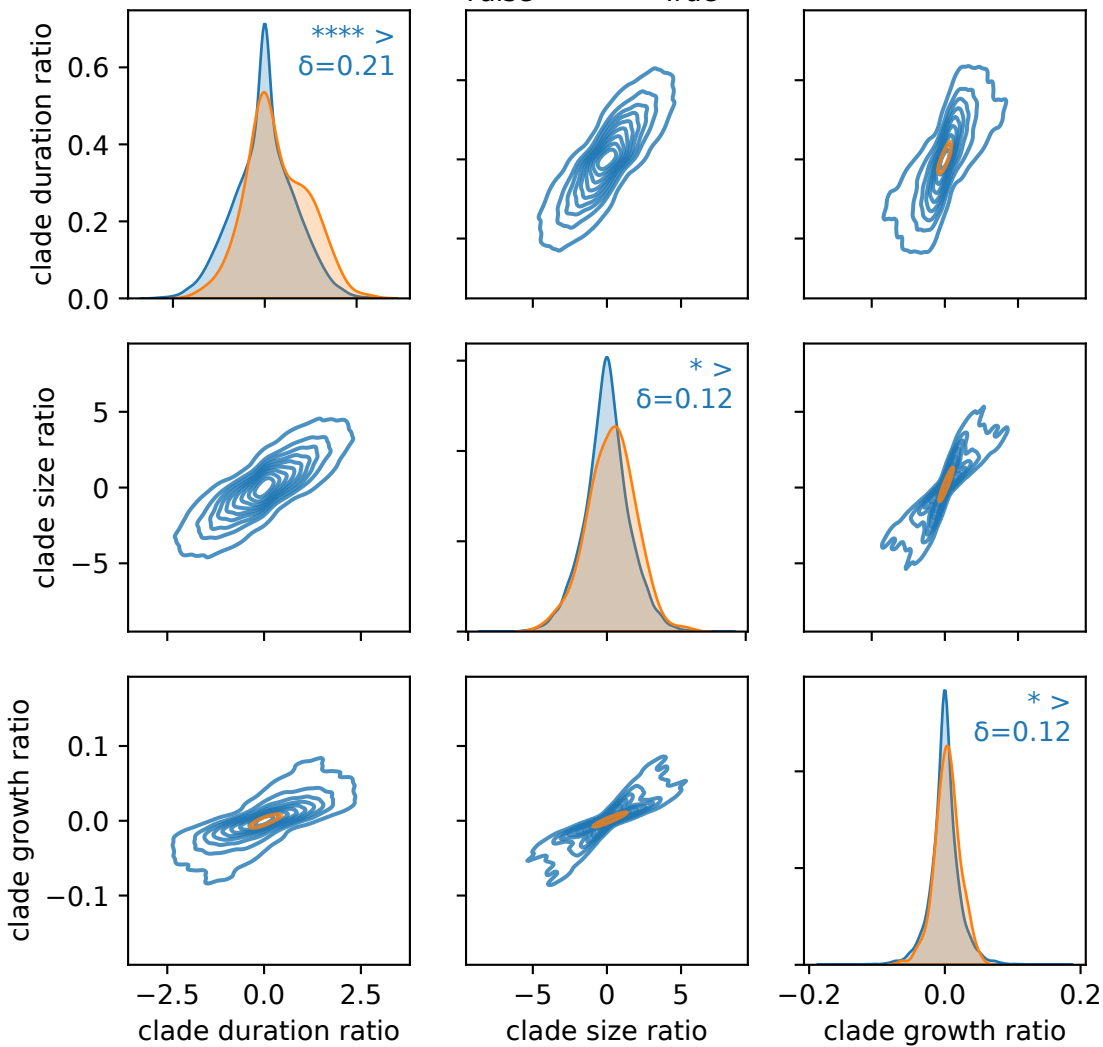 **** >
δ=0.21
clade duration ratio
0.6
0.4
0.2
0.0
* >
δ=0.12
clade size ratio
5
0
−5
* >
δ=0.12
clade growth ratio
0.1
0.0
−0.1
−2.5 0.0 2.5
−5 0 5
−0.2 0.0 0.2
clade duration ratio
clade size ratio
clade growth ratio